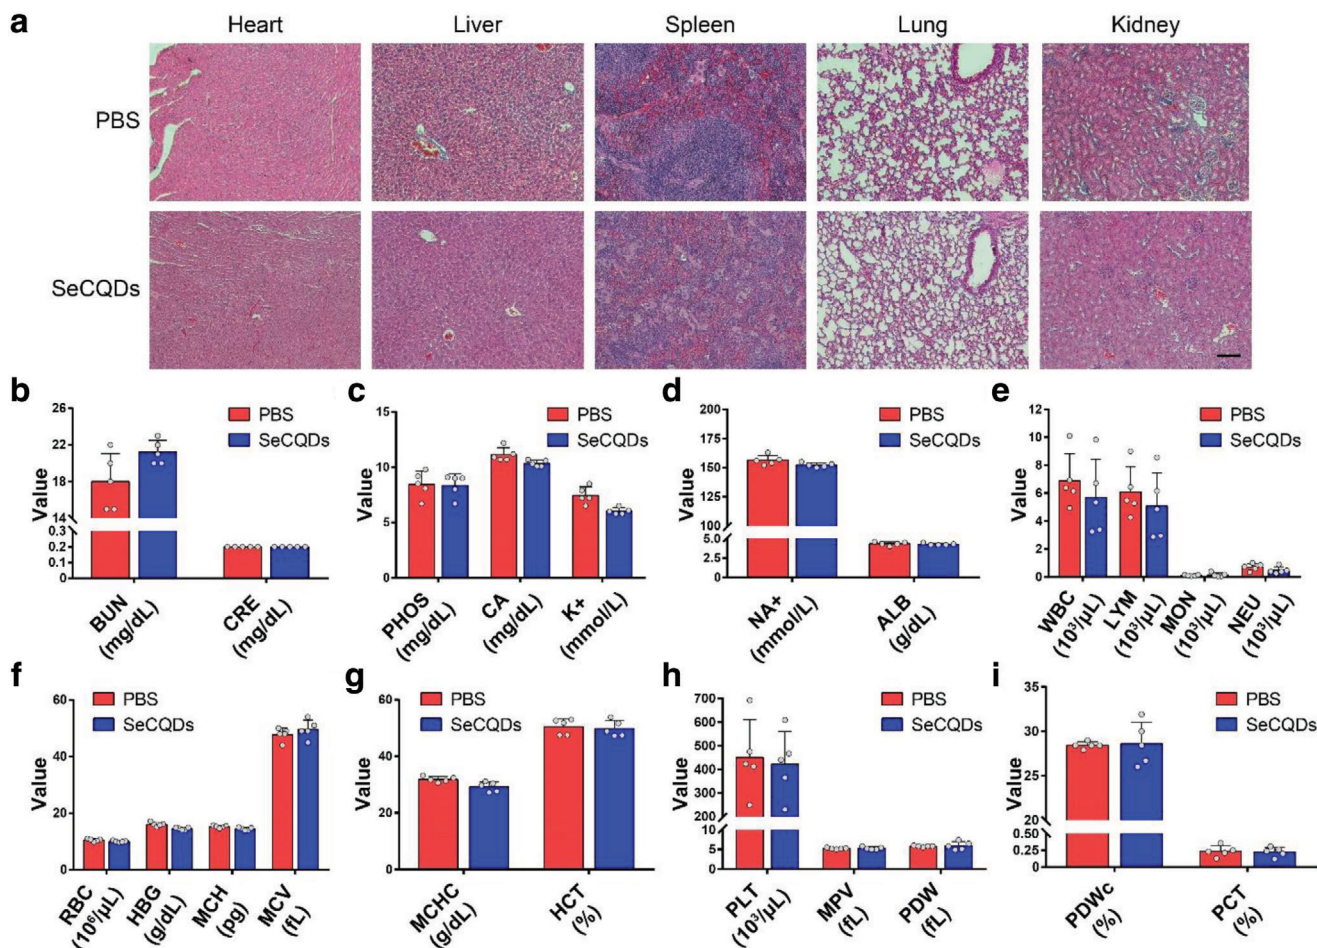 a
Heart Liver Spleen Lung Kidney
PBS
SeCQDs
b
Value
26
22
18
14
0.3
0.2
0.1
0
PBS
SeCQDs
BUN (mg/dL)
CRE (mg/dL)
c
Value
15
10
5
0
PBS
SeCQDs
PHOS (mg/dL)
CA (mg/dL)
K+ (mmol/L)
d
Value
200
175
150
125
100
5.0
2.5
0
PBS
SeCQDs
NA+ (mmol/L)
ALB (g/dL)
e
Value
12
10
8
6
4
2
0
PBS
SeCQDs
WBC (10³/μL)
LYM (10³/μL)
MON (10³/μL)
NEU (10³/μL)
f
Value
60
40
20
0
PBS
SeCQDs
RBC (10⁶/μL)
HBG (g/dL)
MCH (pg)
MCV (fL)
g
Value
60
40
20
0
PBS
SeCQDs
MCHC (g/dL)
HCT (%)
h
Value
700
600
500
400
300
200
10
5
0
PBS
SeCQDs
PLT (10³/μL)
MPV (fL)
PDW (fL)
i
Value
35
30
25
20
0.50
0.25
0
PBS
SeCQDs
PDWc (%)
PCT (%)